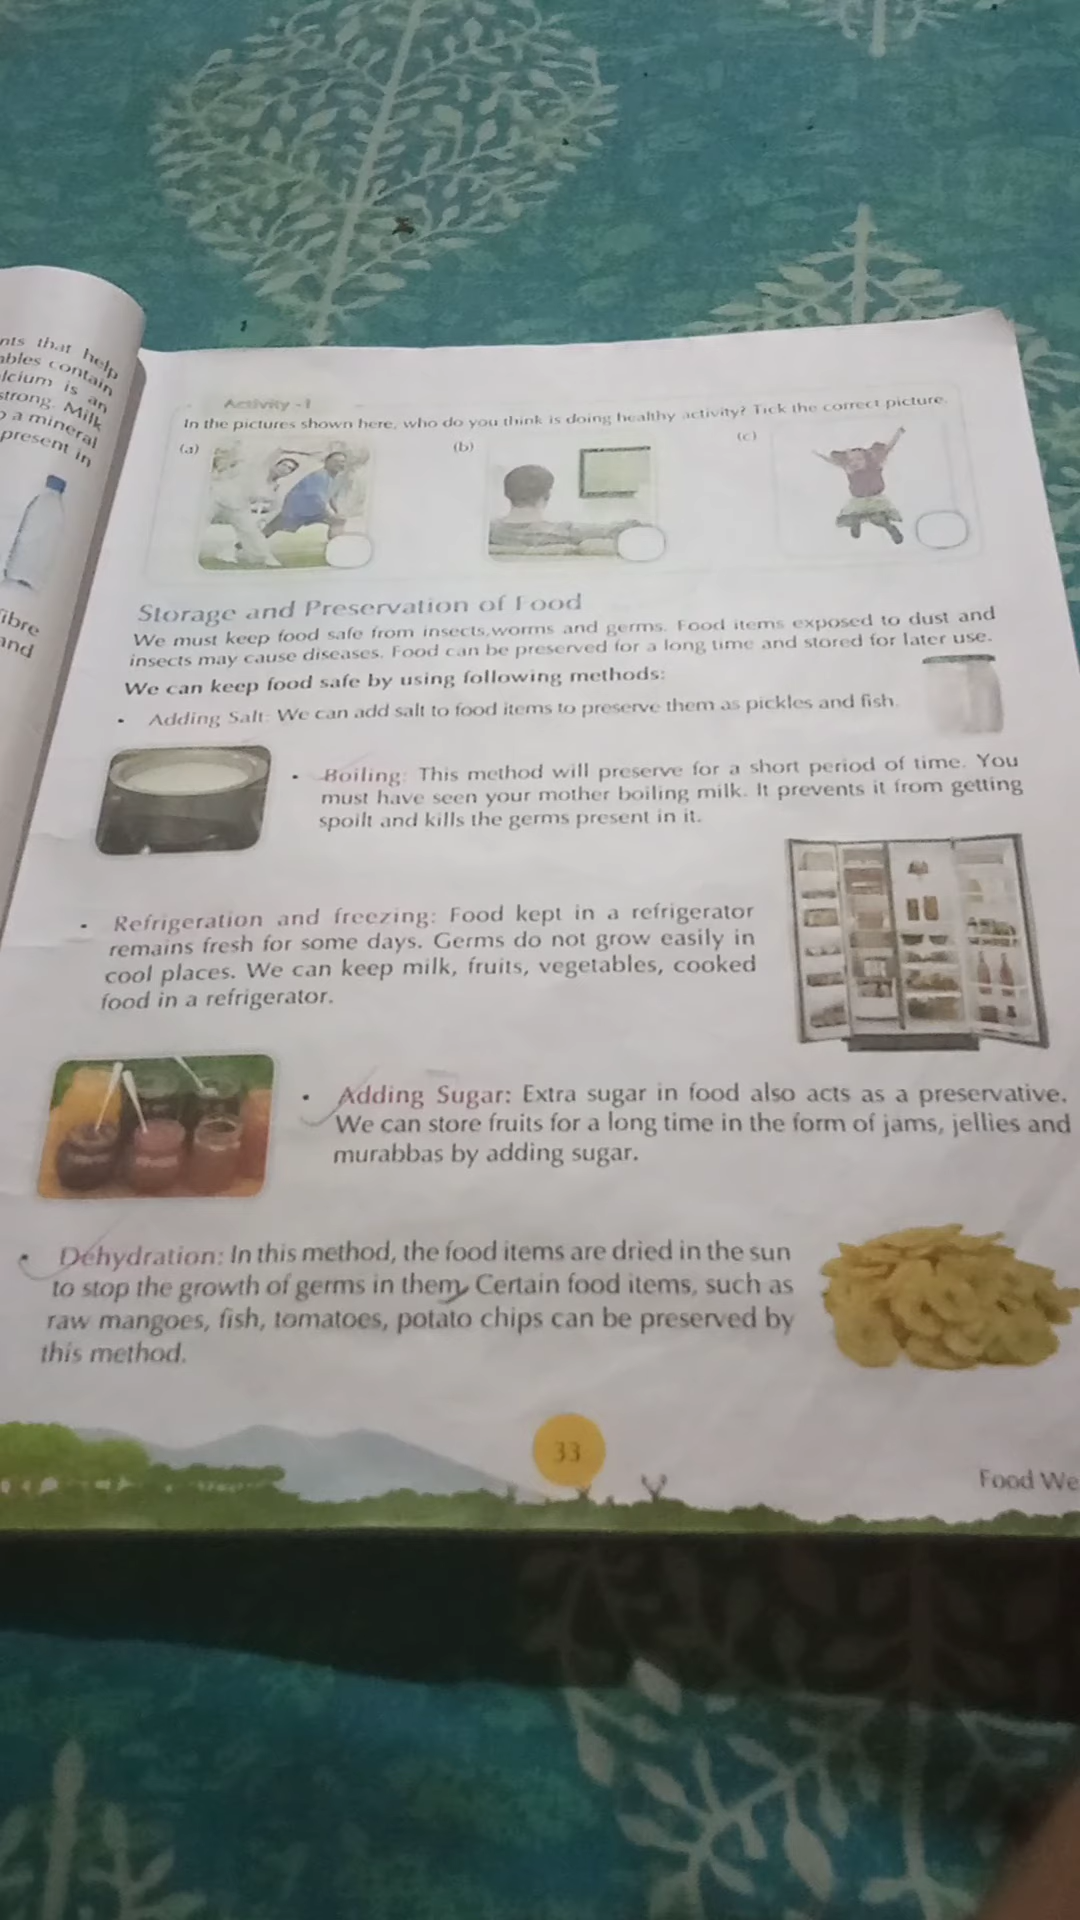 nts that help
ables contain
lcium is an
strong. Milk
a mineral
present in
ibre
and
Activity -1
In the pictures shown here, who do you think is doing healthy activity? Tick the correct picture.
(a)
(b)
(c)
Storage and Preservation of Food
We must keep food safe from insects,worms and germs. Food items exposed to dust and
insects may cause diseases. Food can be preserved for a long time and stored for later use.
We can keep food safe by using following methods:
• Adding Salt: We can add salt to food items to preserve them as pickles and fish.
• Boiling: This method will preserve for a short period of time. You
must have seen your mother boiling milk. It prevents it from getting
spoilt and kills the germs present in it.
• Refrigeration and freezing: Food kept in a refrigerator
remains fresh for some days. Germs do not grow easily in
cool places. We can keep milk, fruits, vegetables, cooked
food in a refrigerator.
• Adding Sugar: Extra sugar in food also acts as a preservative.
We can store fruits for a long time in the form of jams, jellies and
murabbas by adding sugar.
• Dehydration: In this method, the food items are dried in the sun
to stop the growth of germs in them. Certain food items, such as
raw mangoes, fish, tomatoes, potato chips can be preserved by
this method.
33
Food We